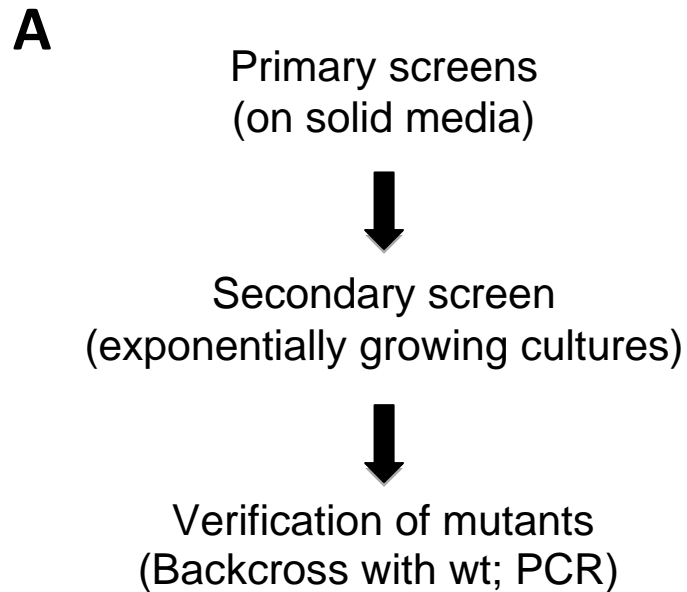 A
Primary screens
(on solid media)
Secondary screen
(exponentially growing cultures)
Verification of mutants
(Backcross with wt; PCR)